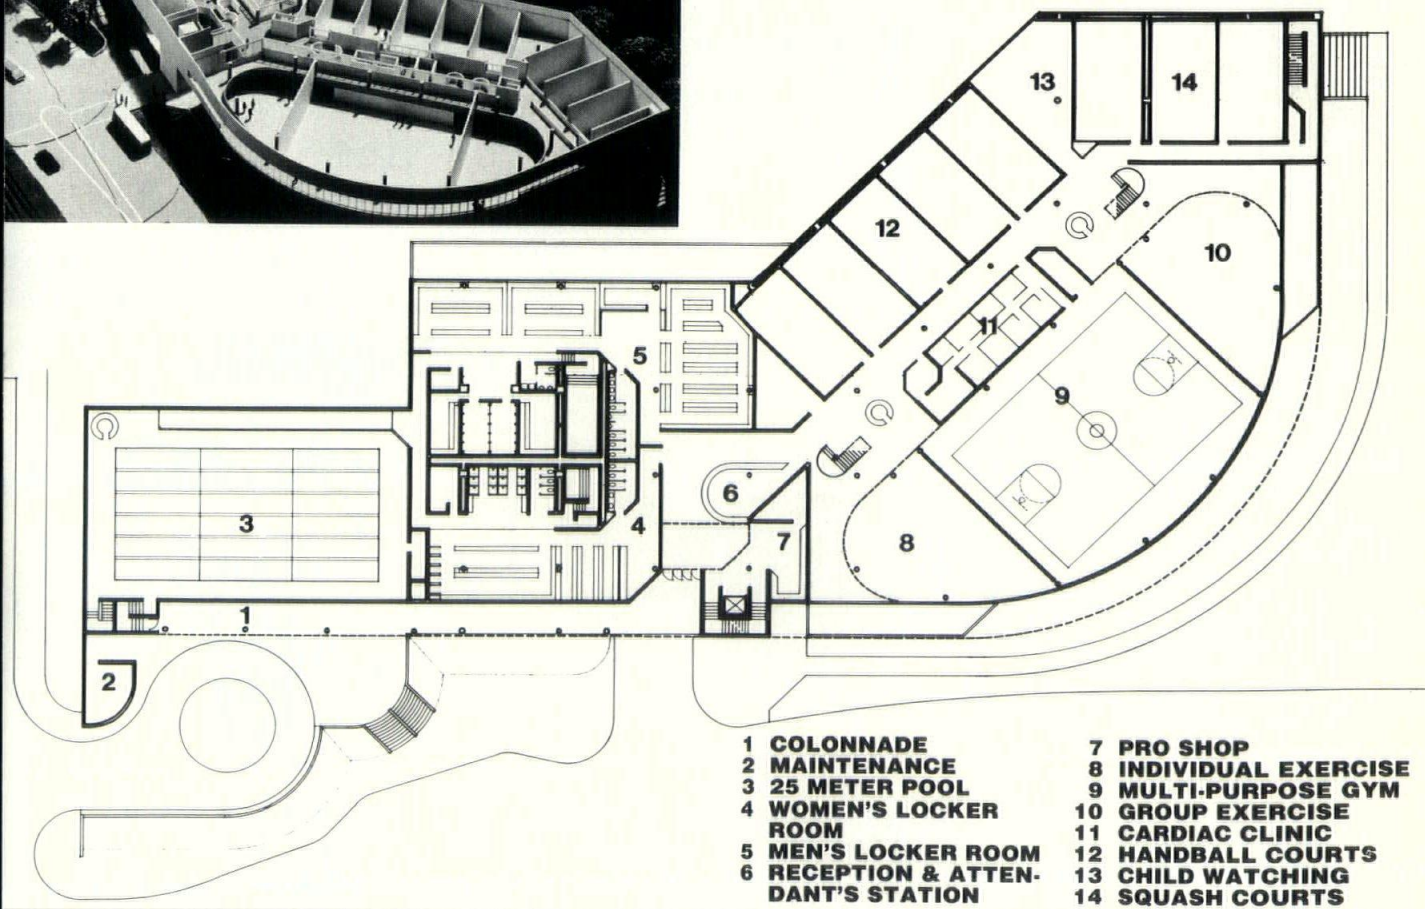 13
14
12
10
11
5
9
6
3
4
7
8
1
2
1 COLONNADE
2 MAINTENANCE
3 25 METER POOL
4 WOMEN'S LOCKER
ROOM
5 MEN'S LOCKER ROOM
6 RECEPTION & ATTEN-
DANT'S STATION
7 PRO SHOP
8 INDIVIDUAL EXERCISE
9 MULTI-PURPOSE GYM
10 GROUP EXERCISE
11 CARDIAC CLINIC
12 HANDBALL COURTS
13 CHILD WATCHING
14 SQUASH COURTS